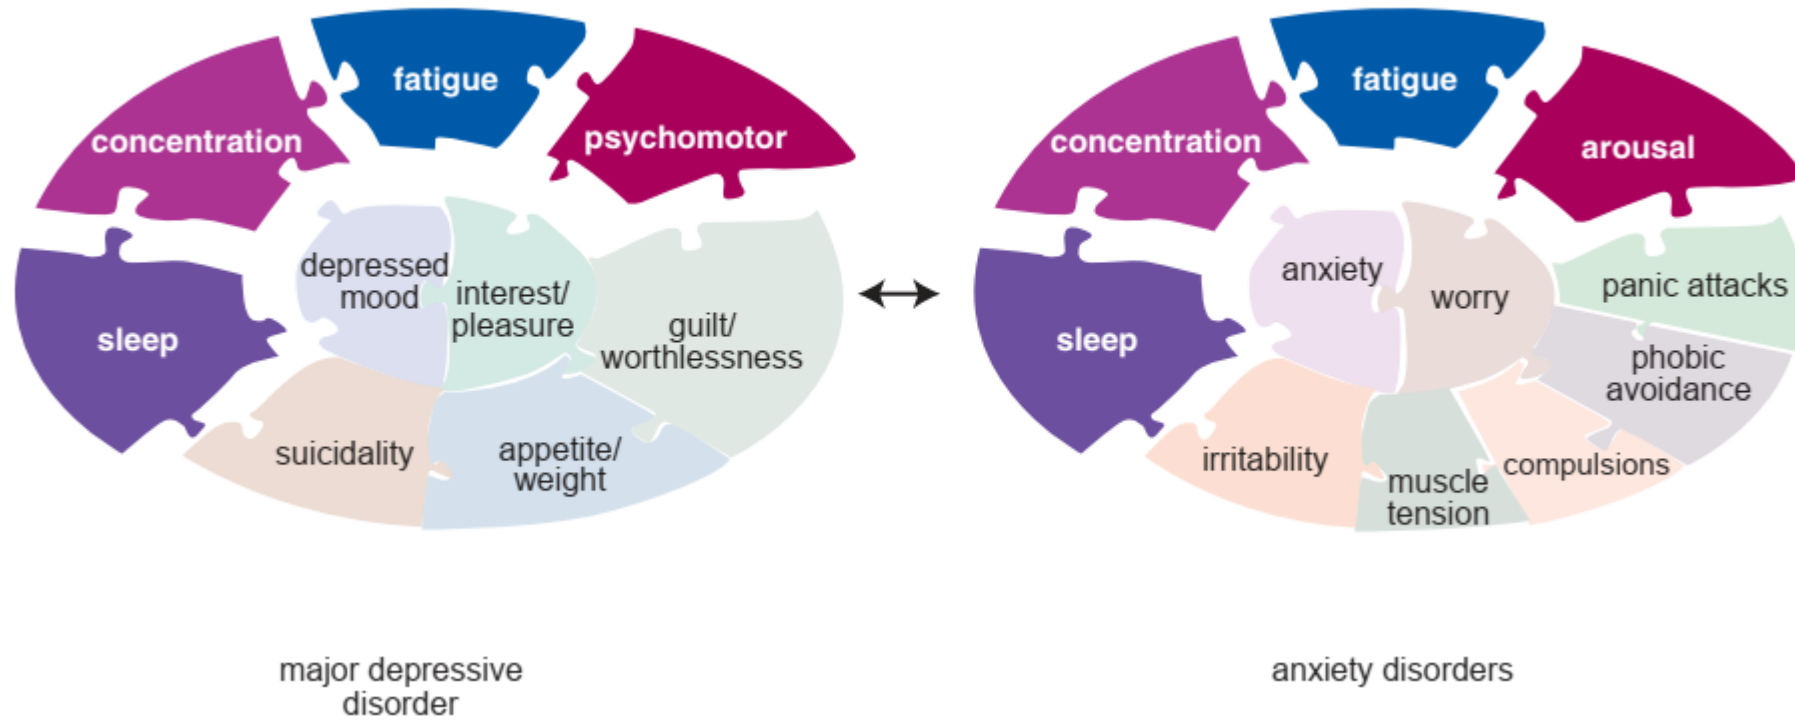 fatigue
concentration
psychomotor
depressed
mood
interest/
pleasure
guilt/
worthlessness
sleep
suicidality
appetite/
weight
major depressive
disorder
fatigue
concentration
arousal
anxiety
worry
panic attacks
phobic
avoidance
sleep
irritability
muscle
tension
compulsions
anxiety disorders